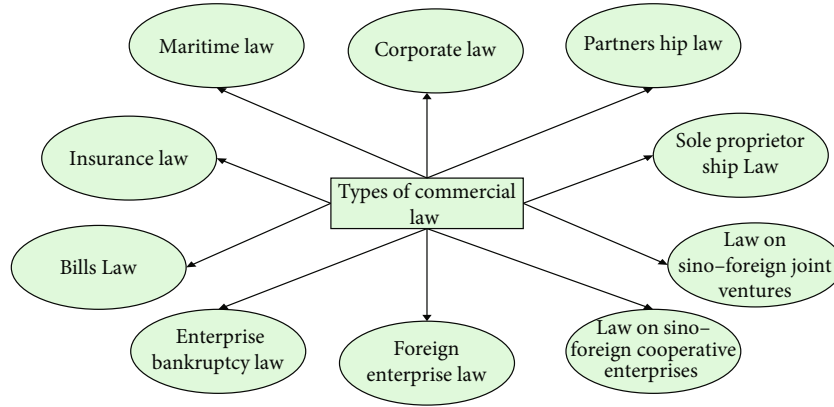 Maritime law
Corporate law
Partners hip law
Insurance law
Types of commercial
law
Sole proprietor
ship Law
Bills Law
Law on
sino–foreign joint
ventures
Enterprise
bankruptcy law
Foreign
enterprise law
Law on sino–
foreign cooperative
enterprises